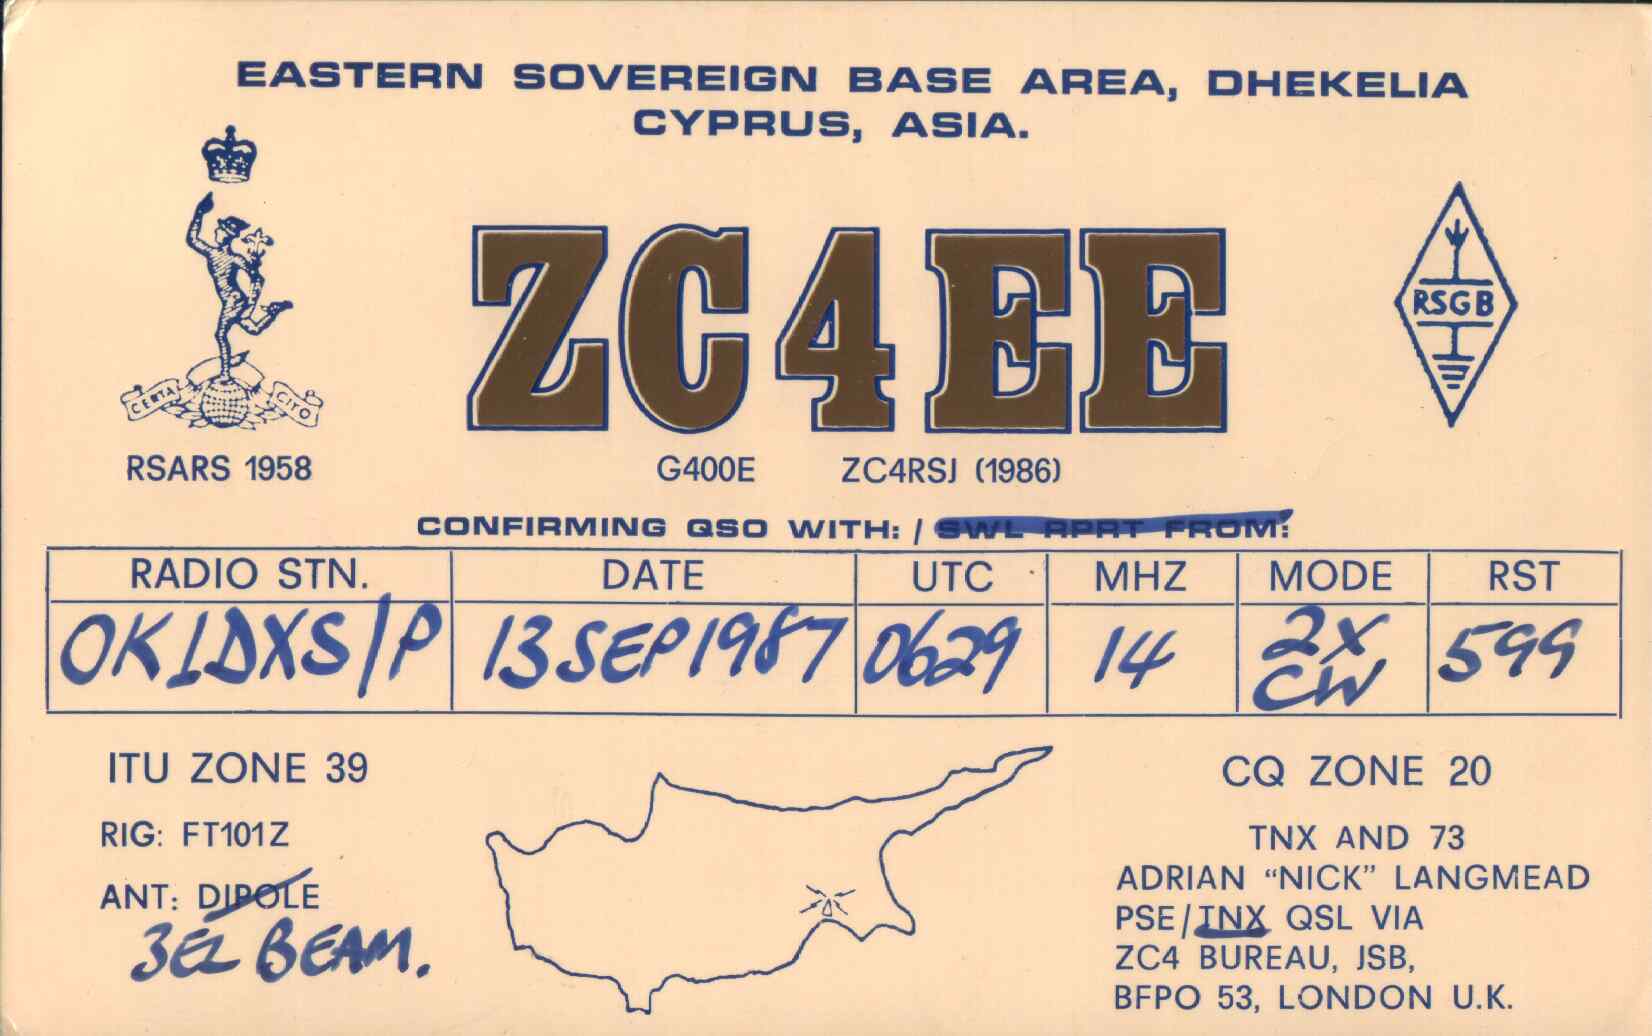 EASTERN SOVEREIGN BASE AREA, DHEKELIA
CYPRUS, ASIA.
ZC4EE
RSGB
CERTA CITO
RSARS 1958
G4OOE ZC4RSJ (1986)
CONFIRMING QSO WITH: / SWL RPRT FROM:
RADIO STN. DATE UTC MHZ MODE RST
OK1DXS/P 13 SEP 1987 0629 14 2X CW 599
ITU ZONE 39
RIG: FT101Z
ANT: DIPOLE
3EL BEAM.
CQ ZONE 20
TNX AND 73
ADRIAN “NICK” LANGMEAD
PSE/TNX QSL VIA
ZC4 BUREAU, JSB,
BFPO 53, LONDON U.K.